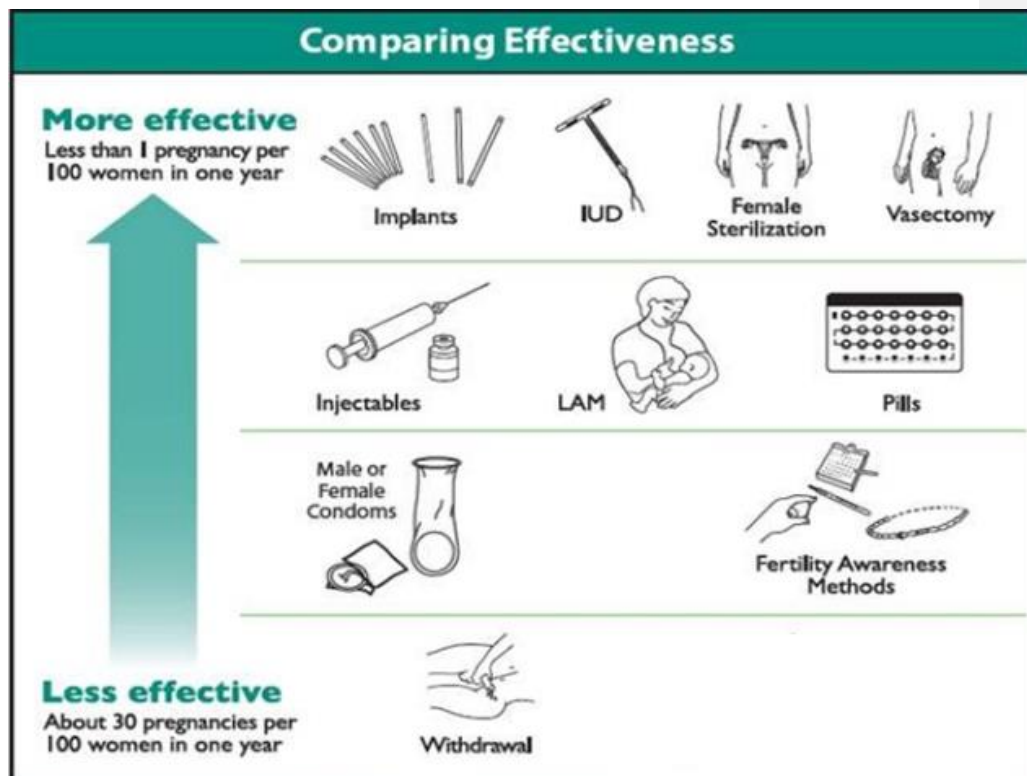 Comparing Effectiveness
More effective
Less than 1 pregnancy per
100 women in one year
Implants
IUD
Female
Sterilization
Vasectomy
Injectables
LAM
Pills
Male or
Female
Condoms
Fertility Awareness
Methods
Less effective
About 30 pregnancies per
100 women in one year
Withdrawal